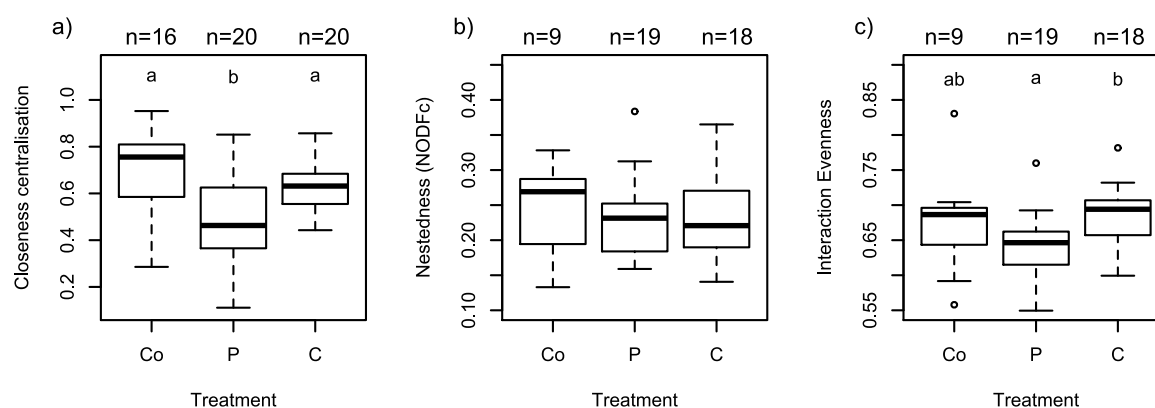 a)
n=16 n=20 n=20
a b a
Closeness centralisation
1.0
0.8
0.6
0.4
0.2
Co P C
Treatment
b)
n=9 n=19 n=18
Nestedness (NODFc)
0.40
0.30
0.20
0.10
Co P C
Treatment
c)
n=9 n=19 n=18
ab a b
Interaction Evenness
0.85
0.75
0.65
0.55
Co P C
Treatment